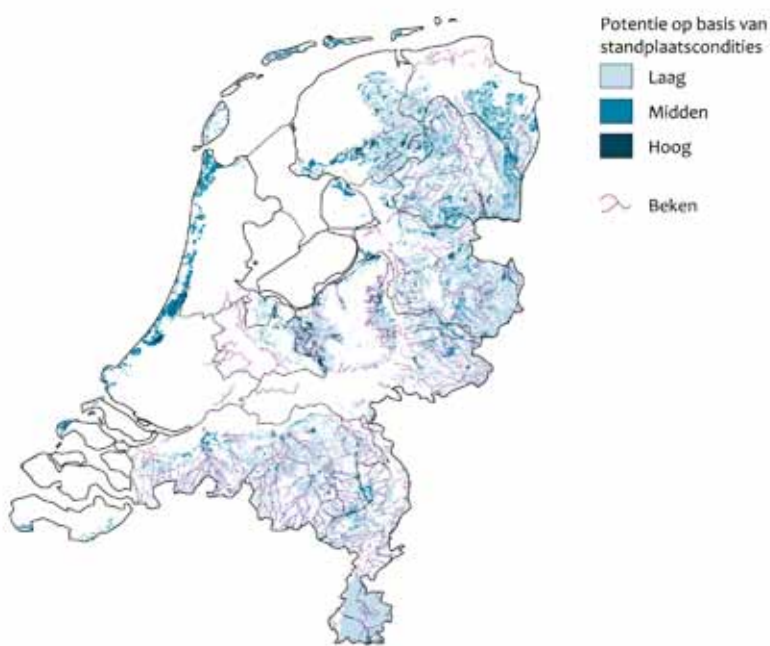 Potentie op basis van
standplaatscondities
Laag
Midden
Hoog
Beken